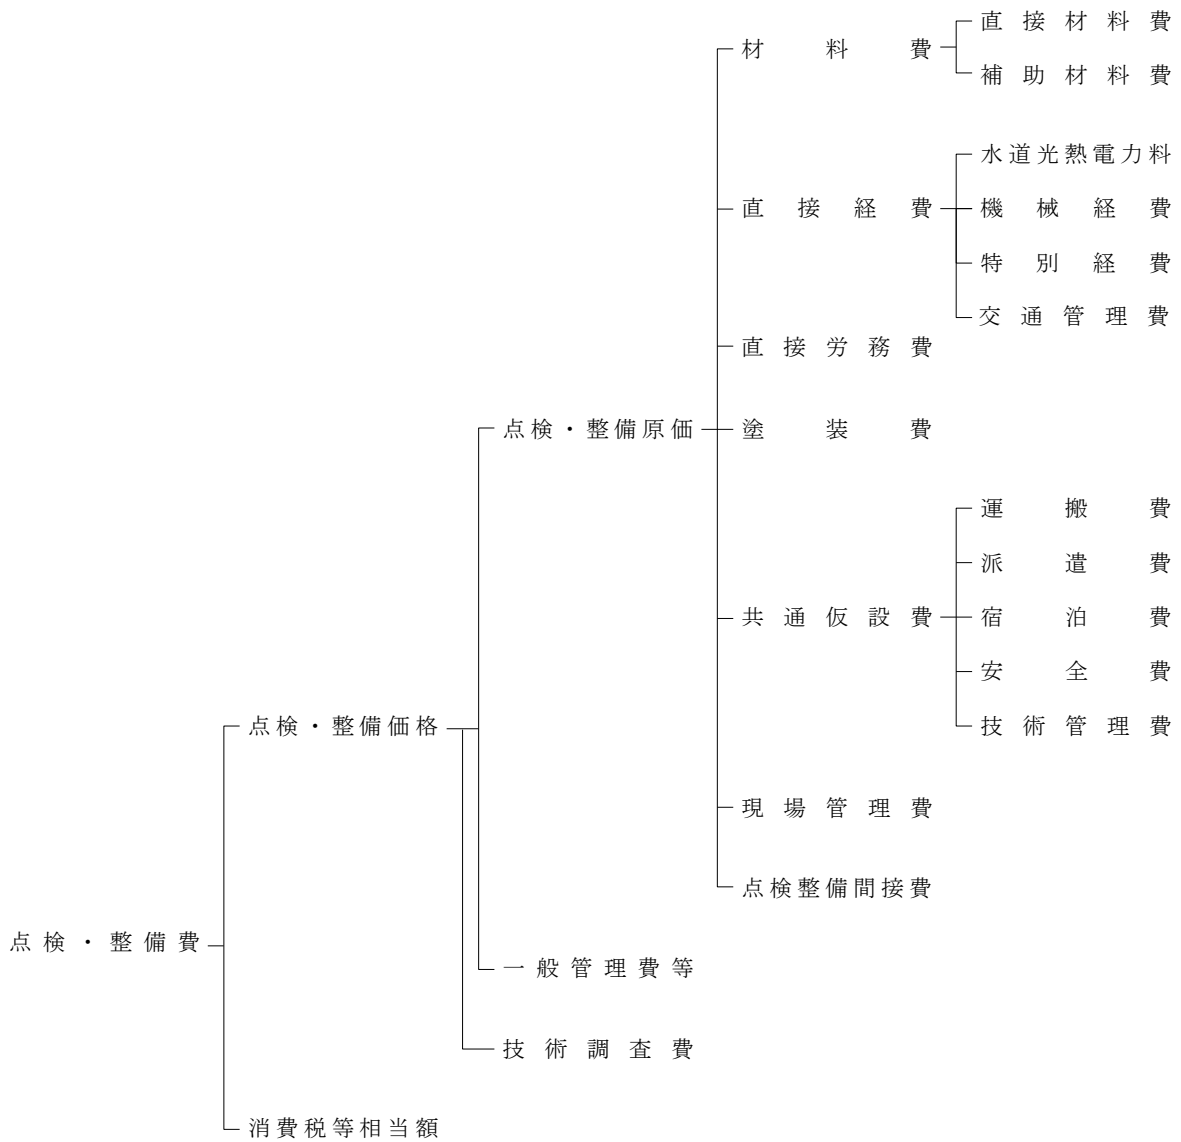 直接材料費
材料費
補助材料費
水道光熱電力料
直接経費
機械経費
特別経費
交通管理費
直接労務費
点検・整備原価
塗装費
運搬費
派遣費
共通仮設費
宿泊費
安全費
点検・整備価格
技術管理費
現場管理費
点検整備間接費
点検・整備費
一般管理費等
技術調査費
消費税等相当額